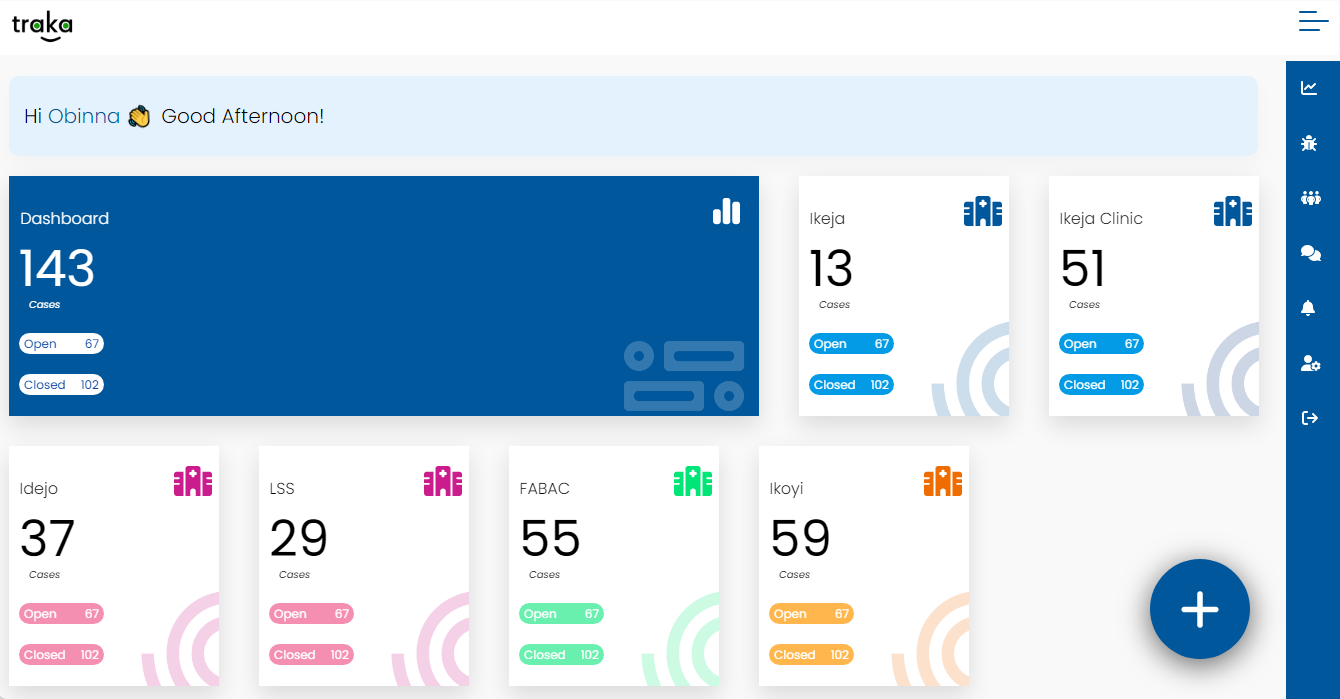 traka
Hi Obinna 👏 Good Afternoon!
Dashboard
143
Cases
Open 67
Closed 102
Ikeja
13
Cases
Open 67
Closed 102
Ikeja Clinic
51
Cases
Open 67
Closed 102
Idejo
37
Cases
Open 67
Closed 102
LSS
29
Cases
Open 67
Closed 102
FABAC
55
Cases
Open 67
Closed 102
Ikoyi
59
Cases
Open 67
Closed 102